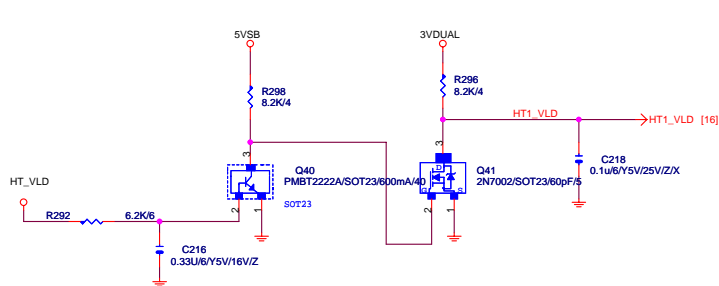 5VSB
3VDUAL
R298
8.2K/4
R296
8.2K/4
HT1_VLD
HT1_VLD [16]
3
3
Q40
PMBT2222A/SOT23/600mA/40
SOT23
2
1
D
G
S
Q41
2N7002/SOT23/60pF/5
2
1
C218
0.1u/6/Y5V/25V/Z/X
HT_VLD
R292
6.2K/6
C216
0.33U/6/Y5V/16V/Z